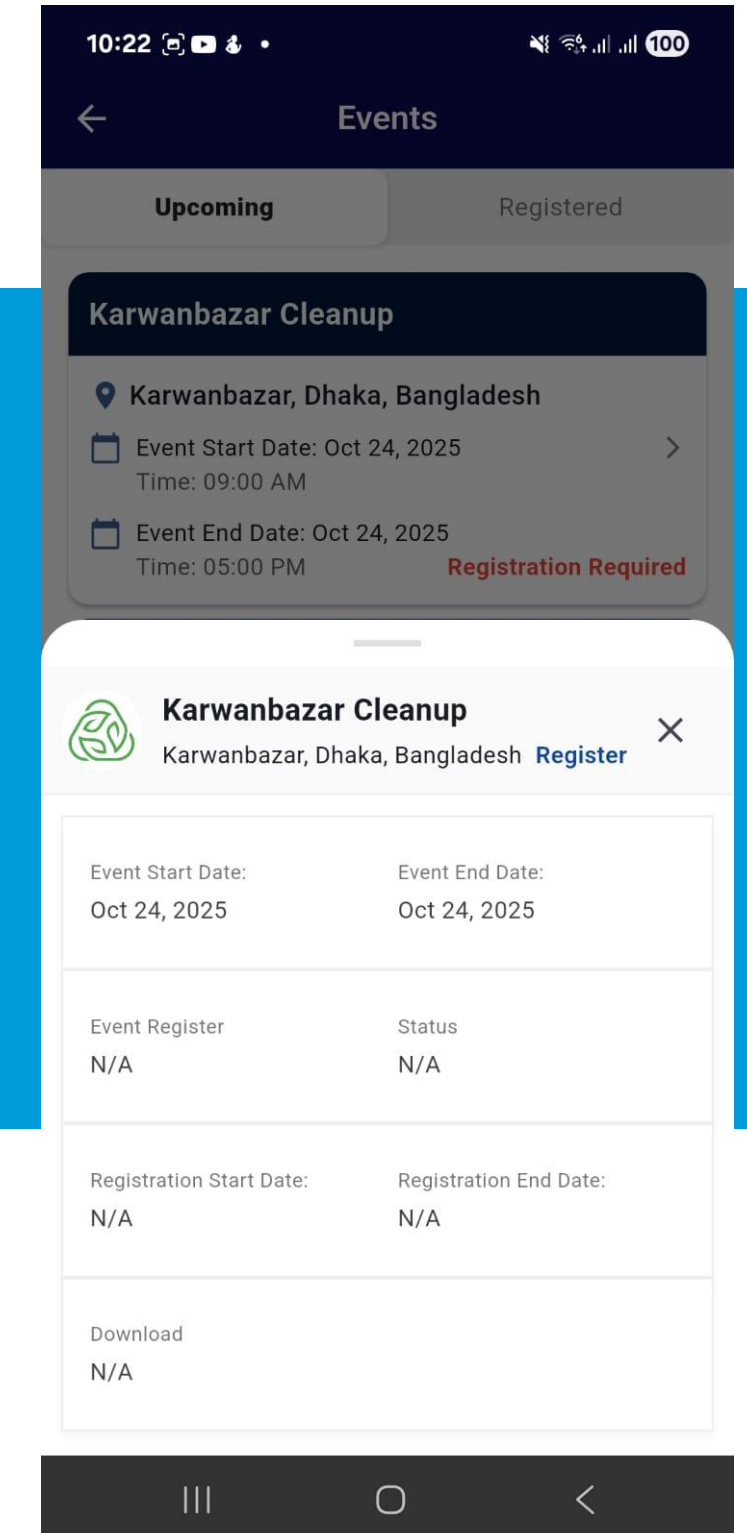 10:22 100
Events
Upcoming Registered
Karwanbazar Cleanup
Karwanbazar, Dhaka, Bangladesh
Event Start Date: Oct 24, 2025
Time: 09:00 AM
Event End Date: Oct 24, 2025
Time: 05:00 PM Registration Required
Karwanbazar Cleanup
Karwanbazar, Dhaka, Bangladesh Register
Event Start Date: Event End Date:
Oct 24, 2025 Oct 24, 2025
Event Register Status
N/A N/A
Registration Start Date: Registration End Date:
N/A N/A
Download
N/A